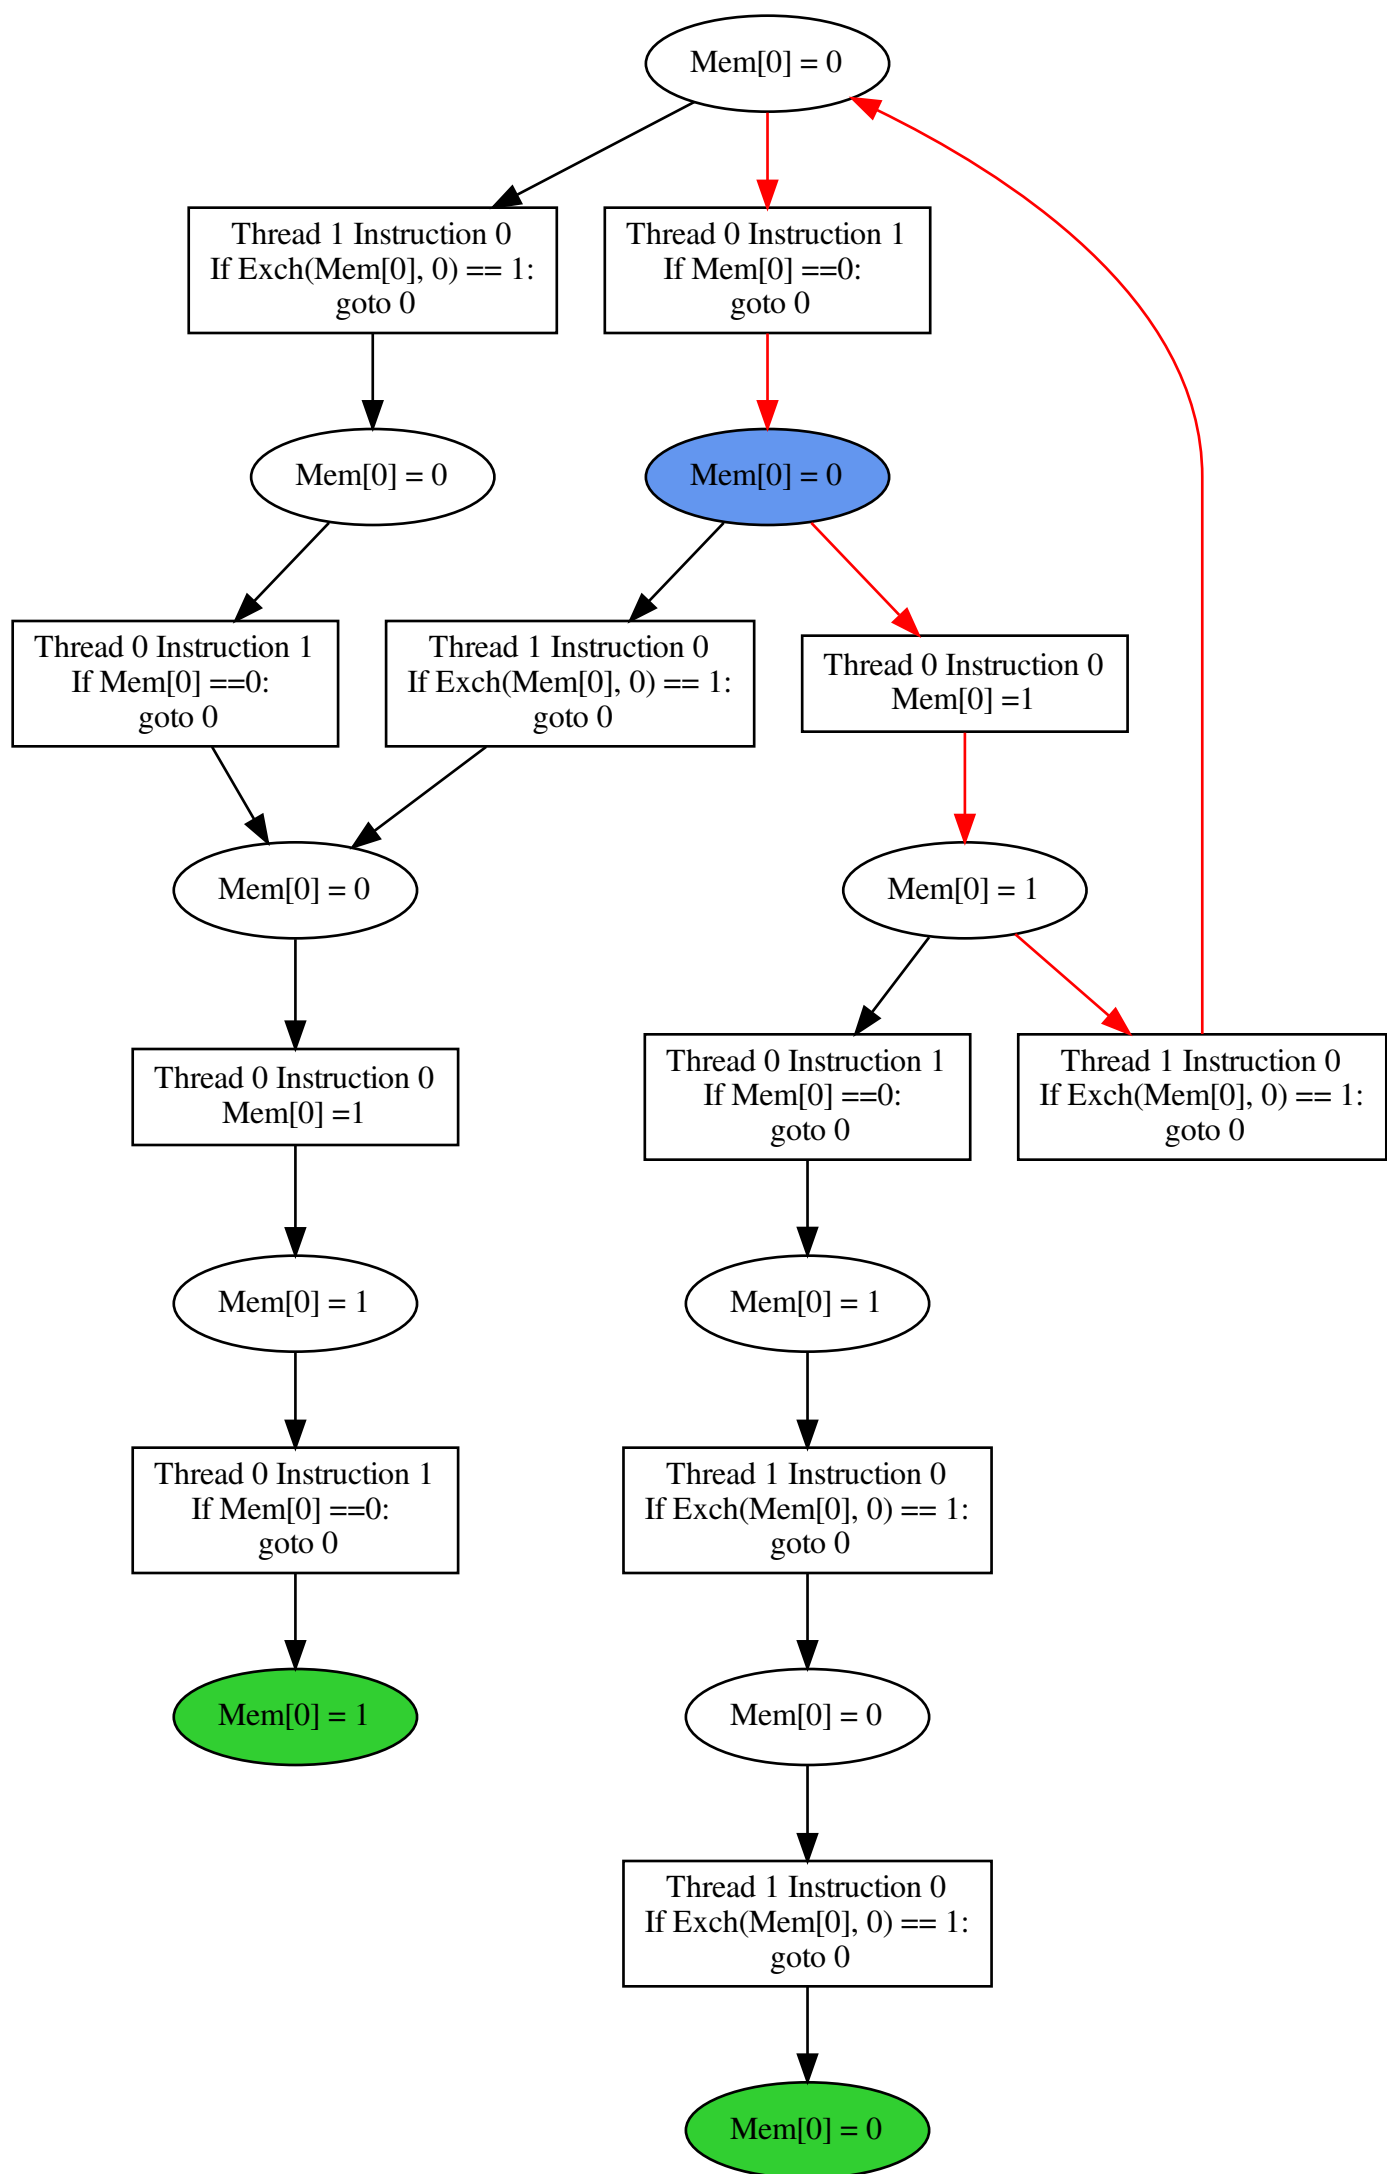 Mem[0] = 0
Thread 1 Instruction 0
If Exch(Mem[0], 0) == 1:
goto 0
Thread 0 Instruction 1
If Mem[0] ==0:
goto 0
Mem[0] = 0
Mem[0] = 0
Thread 0 Instruction 1
If Mem[0] ==0:
goto 0
Thread 1 Instruction 0
If Exch(Mem[0], 0) == 1:
goto 0
Thread 0 Instruction 0
Mem[0] =1
Mem[0] = 0
Mem[0] = 1
Thread 0 Instruction 0
Mem[0] =1
Thread 0 Instruction 1
If Mem[0] ==0:
goto 0
Thread 1 Instruction 0
If Exch(Mem[0], 0) == 1:
goto 0
Mem[0] = 1
Mem[0] = 1
Thread 0 Instruction 1
If Mem[0] ==0:
goto 0
Thread 1 Instruction 0
If Exch(Mem[0], 0) == 1:
goto 0
Mem[0] = 1
Mem[0] = 0
Thread 1 Instruction 0
If Exch(Mem[0], 0) == 1:
goto 0
Mem[0] = 0